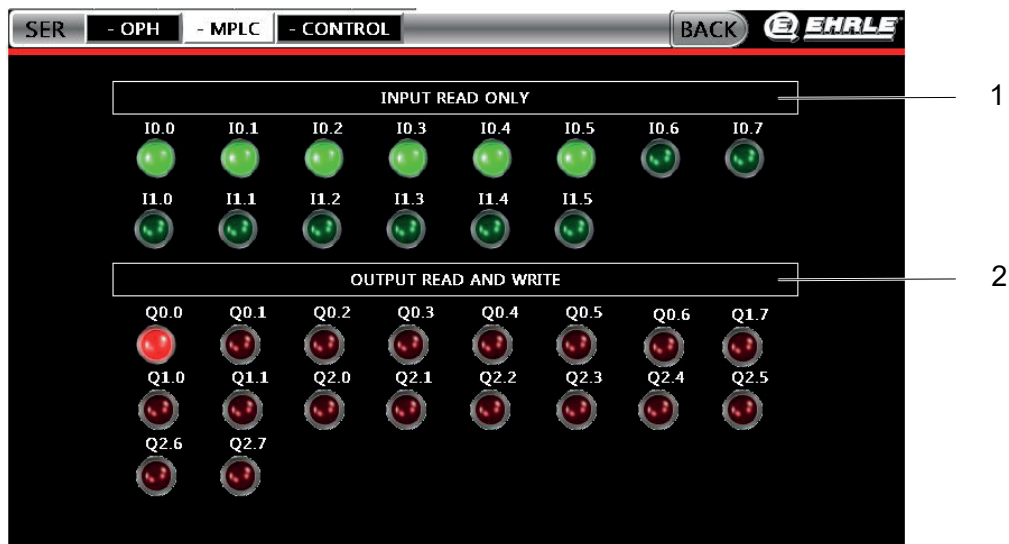 SER - OPH - MPLC - CONTROL BACK EHRLE
INPUT READ ONLY 1
I0.0 I0.1 I0.2 I0.3 I0.4 I0.5 I0.6 I0.7
I1.0 I1.1 I1.2 I1.3 I1.4 I1.5
OUTPUT READ AND WRITE 2
Q0.0 Q0.1 Q0.2 Q0.3 Q0.4 Q0.5 Q0.6 Q1.7
Q1.0 Q1.1 Q2.0 Q2.1 Q2.2 Q2.3 Q2.4 Q2.5
Q2.6 Q2.7